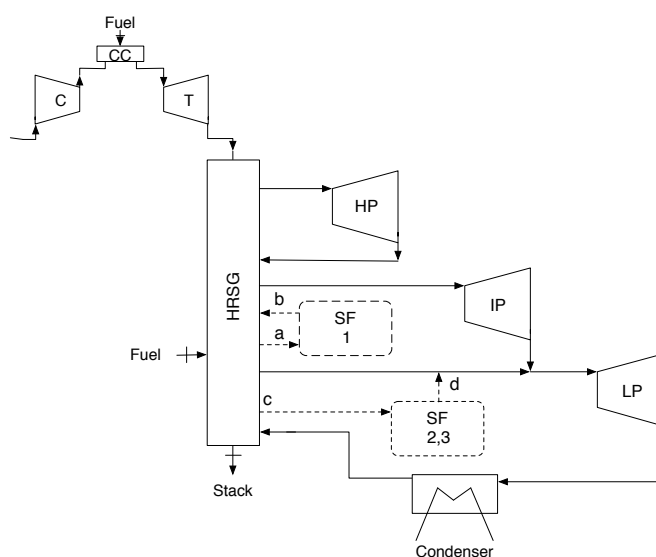 Fuel
CC
C
T
HP
HRSG
b
IP
SF
1
a
Fuel
d
LP
c
SF
2,3
Stack
Condenser